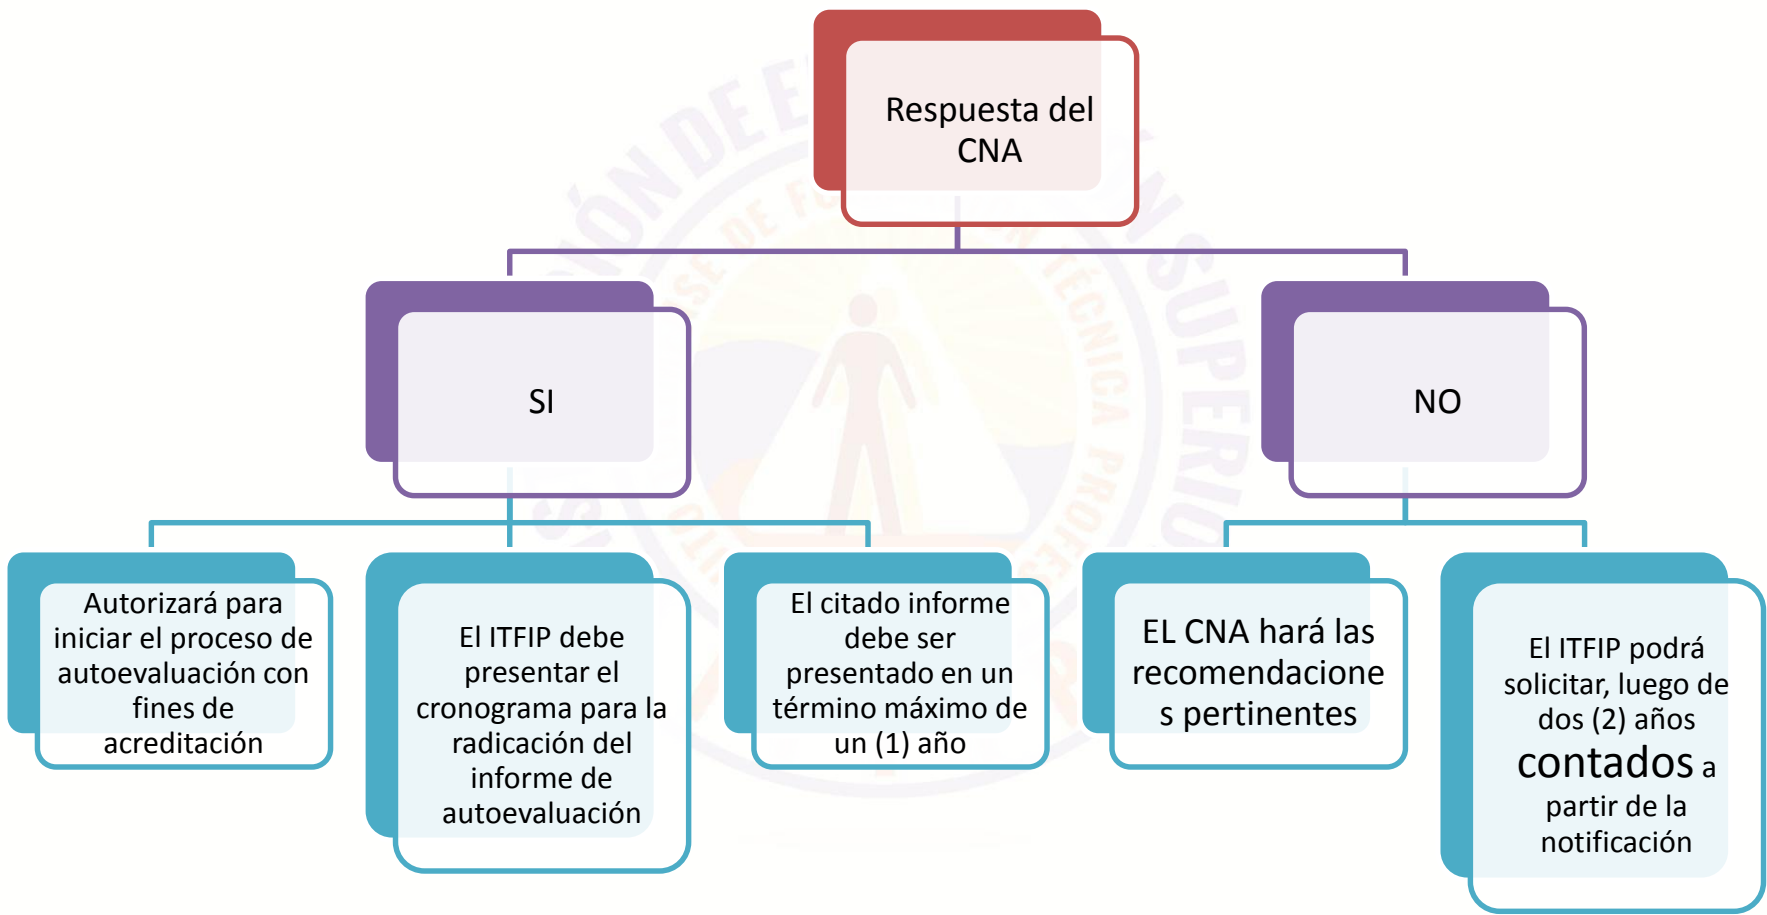 Respuesta del
CNA
SI
NO
Autorizará para
iniciar el proceso de
autoevaluación con
fines de
acreditación
El ITFIP debe
presentar el
cronograma para la
radicación del
informe de
autoevaluación
El citado informe
debe ser
presentado en un
término máximo de
un (1) año
EL CNA hará las
recomendacione
s pertinentes
El ITFIP podrá
solicitar, luego de
dos (2) años
contados a
partir de la
notificación